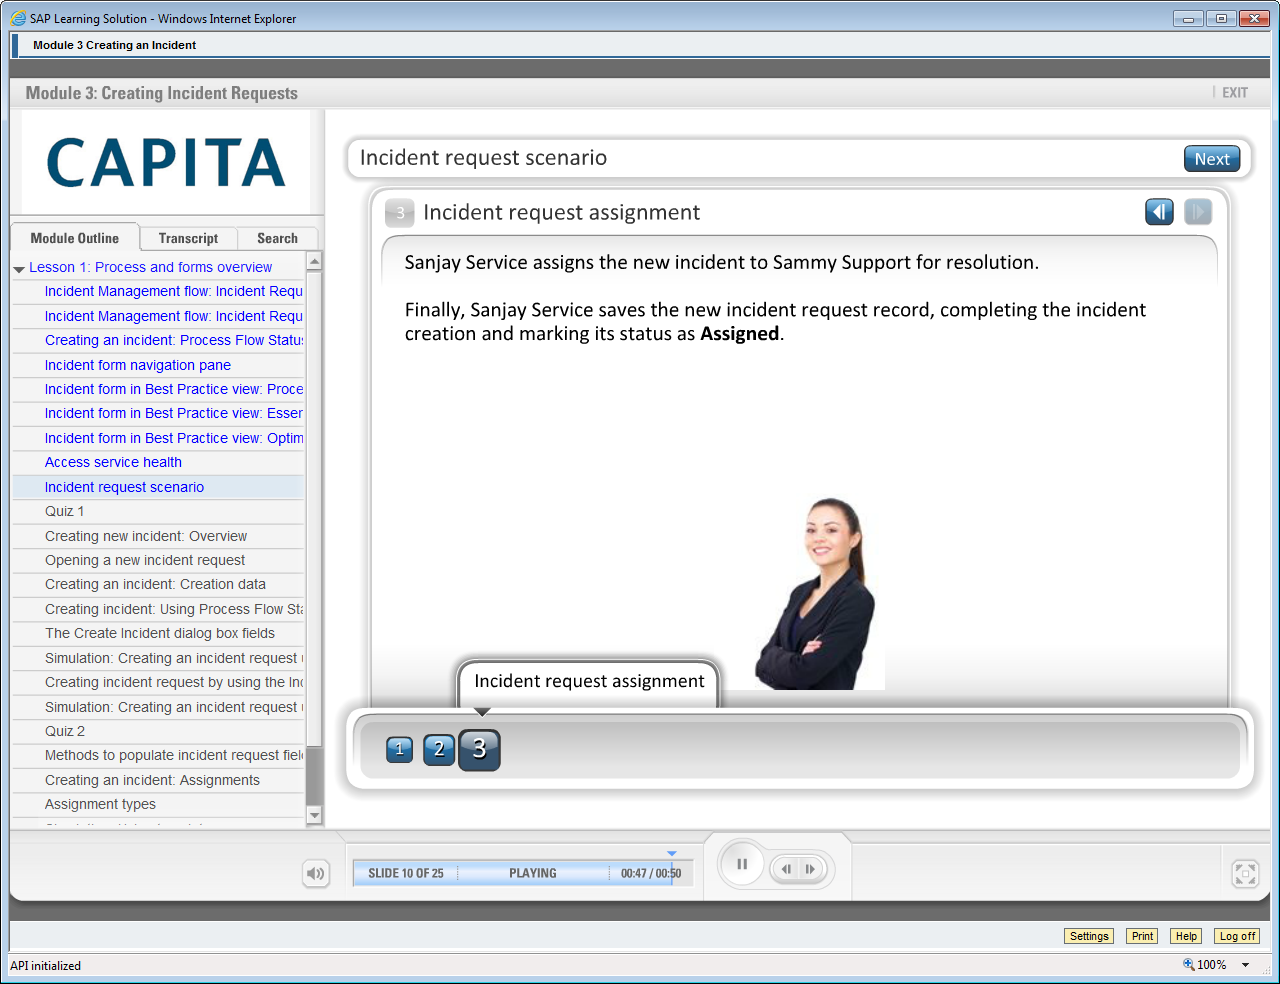 SAP Learning Solution - Windows Internet Explorer
Module 3 Creating an Incident
Module 3: Creating Incident Requests
EXIT
CAPITA
Module Outline
Transcript
Search
Lesson 1: Process and forms overview
Incident Management flow: Incident Requ
Incident Management flow: Incident Requ
Creating an incident: Process Flow Status
Incident form navigation pane
Incident form in Best Practice view: Proce
Incident form in Best Practice view: Esser
Incident form in Best Practice view: Optim
Access service health
Incident request scenario
Quiz 1
Creating new incident: Overview
Opening a new incident request
Creating an incident: Creation data
Creating incident: Using Process Flow Sta
The Create Incident dialog box fields
Simulation: Creating an incident request
Creating incident request by using the Inc
Simulation: Creating an incident request
Quiz 2
Methods to populate incident request fiel
Creating an incident: Assignments
Assignment types
Incident request scenario
Next
3
Incident request assignment
Sanjay Service assigns the new incident to Sammy Support for resolution.
Finally, Sanjay Service saves the new incident request record, completing the incident
creation and marking its status as Assigned.
Incident request assignment
1 2 3
SLIDE 10 OF 25
PLAYING
00:47 / 00:50
Settings
Print
Help
Log off
API initialized
100%